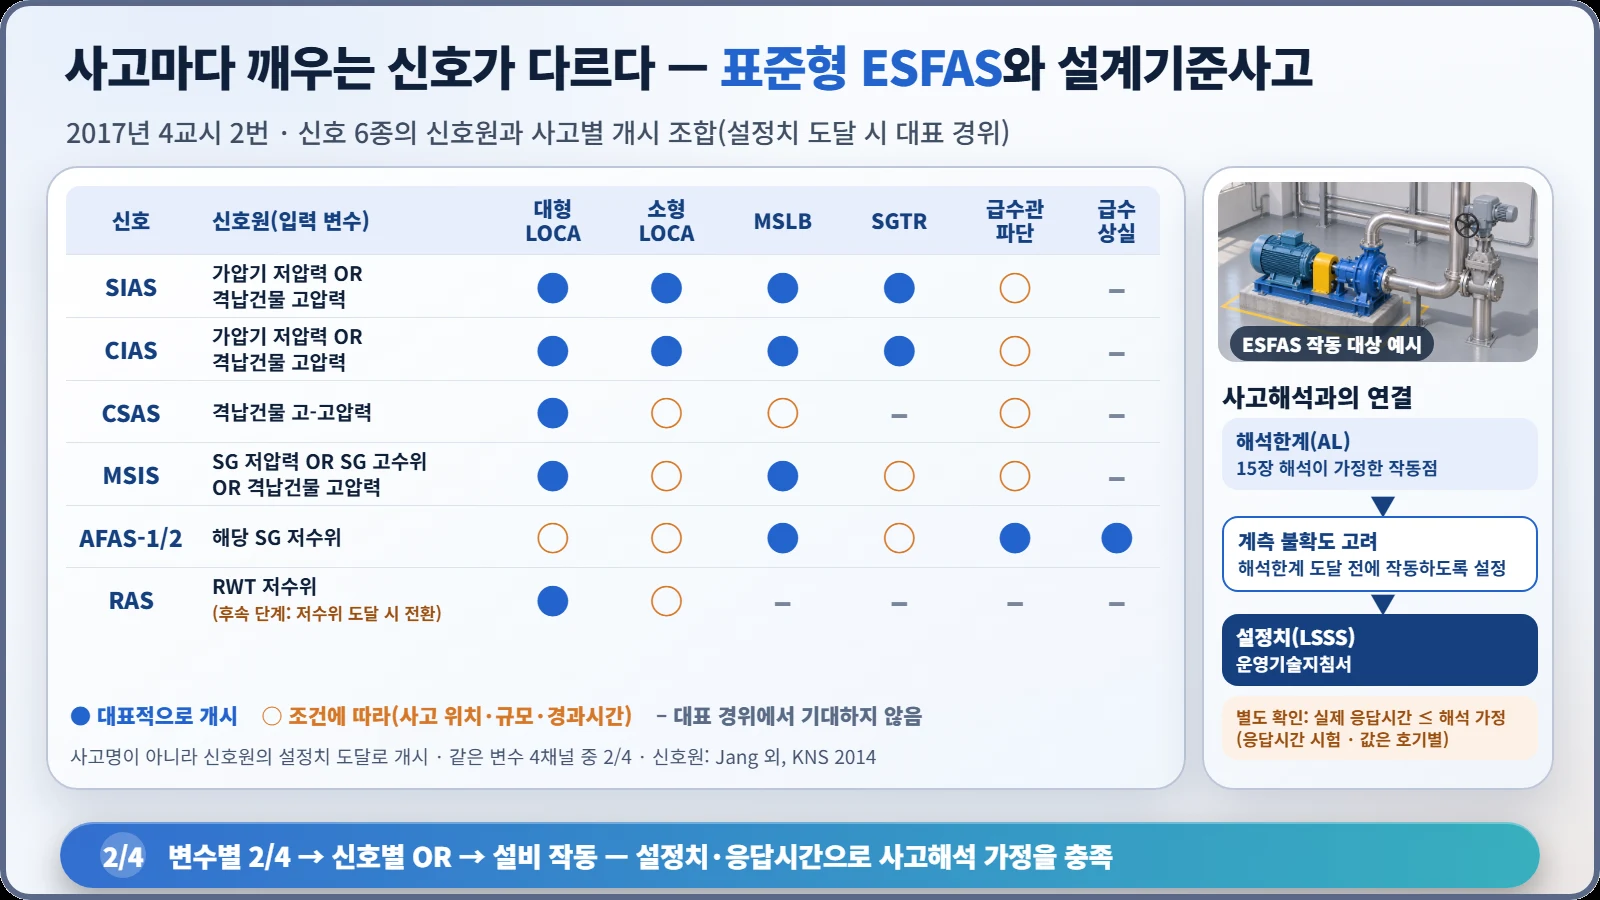 사고마다 깨우는 신호가 다르다 — 표준형 ESFAS와 설계기준사고
2017년 4교시 2번 · 신호 6종의 신호원과 사고별 개시 조합(설정치 도달 시 대표 경위)
신호 신호원(입력 변수) 대형 LOCA 소형 LOCA MSLB SGTR 급수관 파단 급수 상실
SIAS 가압기 저압력 OR 격납건물 고압력 ● ● ● ● ○ –
CIAS 가압기 저압력 OR 격납건물 고압력 ● ● ● ● ○ –
CSAS 격납건물 고-고압력 ● ○ ○ – ○ –
MSIS SG 저압력 OR SG 고수위 OR 격납건물 고압력 ● ○ ● ○ ○ –
AFAS-1/2 해당 SG 저수위 ○ ○ ● ○ ● ●
RAS RWT 저수위 (후속 단계: 저수위 도달 시 전환) ● ○ – – – –
● 대표적으로 개시 ○ 조건에 따라(사고 위치·규모·경과시간) – 대표 경위에서 기대하지 않음
사고명이 아니라 신호원의 설정치 도달로 개시 · 같은 변수 4채널 중 2/4 · 신호원: Jang 외, KNS 2014
ESFAS 작동 대상 예시
사고해석과의 연결
해석한계(AL)
15장 해석이 가정한 작동점
계측 불확도 고려
해석한계 도달 전에 작동하도록 설정
설정치(LSSS)
운영기술지침서
별도 확인: 실제 응답시간 ≤ 해석 가정
(응답시간 시험 · 값은 호기별)
2/4 변수별 2/4 → 신호별 OR → 설비 작동 — 설정치·응답시간으로 사고해석 가정을 충족